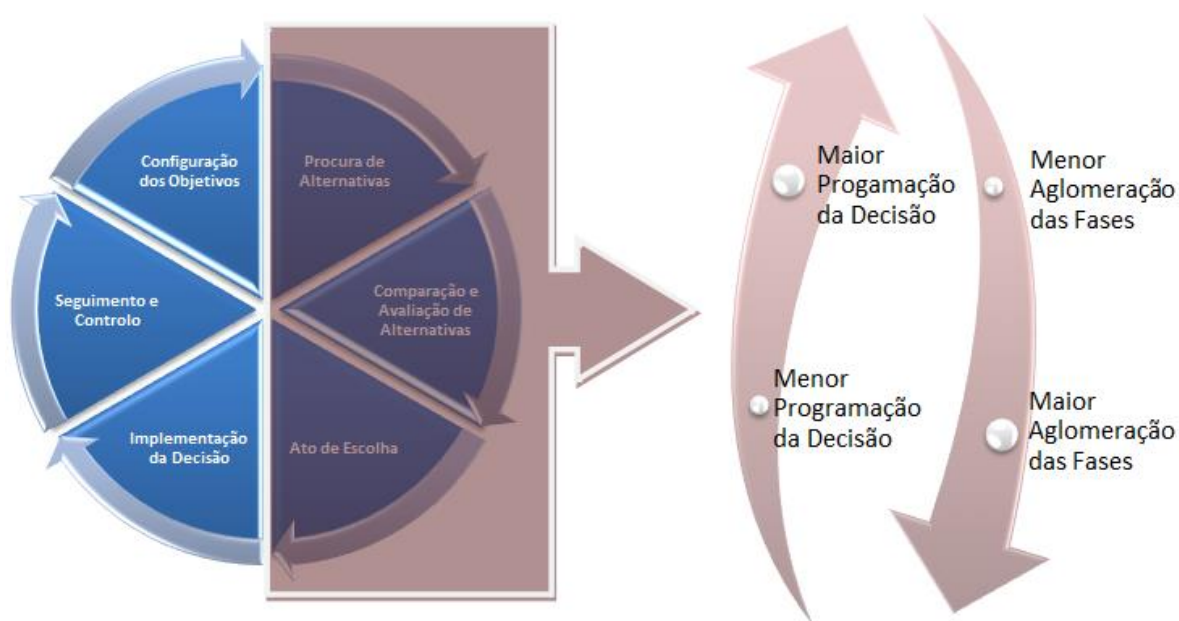 Configuração
dos Objetivos
Procura de
Alternativas
Seguimento e
Controlo
Comparação e
Avaliação de
Alternativas
Implementação
da Decisão
Ato de Escolha
Maior
Progamação
da Decisão
Menor
Aglomeração
das Fases
Menor
Programação
da Decisão
Maior
Aglomeração
das Fases